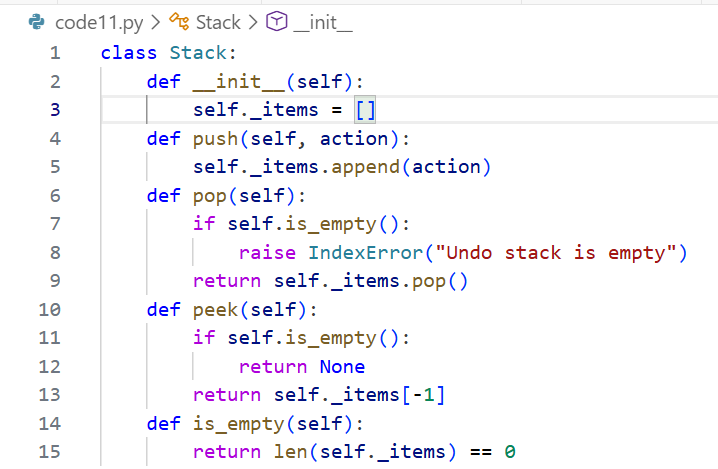 code11.py > Stack > __init__
1 class Stack:
2     def __init__(self):
3         self._items = []
4     def push(self, action):
5         self._items.append(action)
6     def pop(self):
7         if self.is_empty():
8             raise IndexError("Undo stack is empty")
9         return self._items.pop()
10     def peek(self):
11         if self.is_empty():
12             return None
13         return self._items[-1]
14     def is_empty(self):
15         return len(self._items) == 0